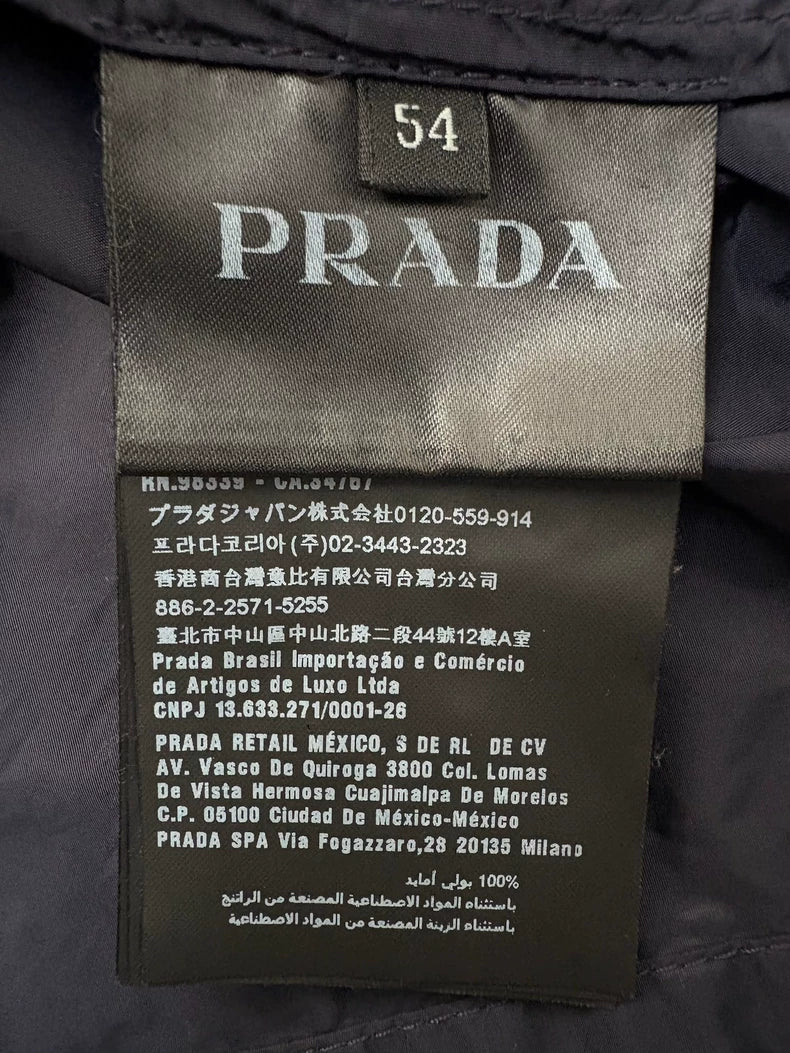 54
PRADA
RN.98339 - CA.34767
プラダジャパン株式会社0120-559-914
프라다코리아(주)02-3443-2323
香港商台灣意比有限公司台灣分公司
886-2-2571-5255
臺北市中山區中山北路二段44號12樓A室
Prada Brasil Importação e Comércio
de Artigos de Luxo Ltda
CNPJ 13.633.271/0001-26
PRADA RETAIL MÉXICO, S DE RL DE CV
AV. Vasco De Quiroga 3800 Col. Lomas
De Vista Hermosa Cuajimalpa De Morelos
C.P. 05100 Ciudad De México-México
PRADA SPA Via Fogazzaro,28 20135 Milano
100% بولي أمايد
باستثناء المواد الاصطناعية المصنعة من الراتنج
باستثناء الزينة المصنعة من المواد الاصطناعية